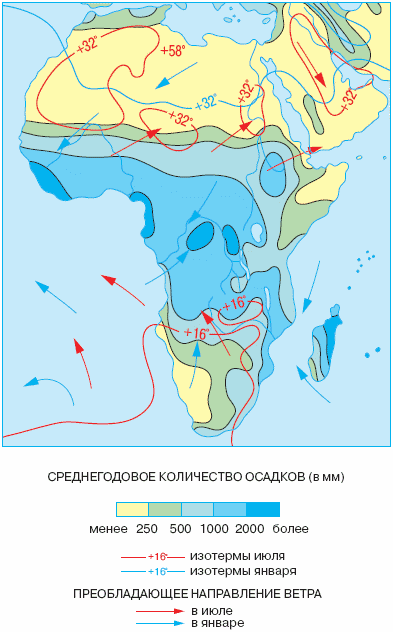 +32°
+58°
+32°
+32°
+32°
+32°
+16°
+16°
СРЕДНЕГОДОВОЕ КОЛИЧЕСТВО ОСАДКОВ (в мм)
менее 250 500 1000 2000 более
+16° изотермы июля
+16° изотермы января
ПРЕОБЛАДАЮЩЕЕ НАПРАВЛЕНИЕ ВЕТРА
в июле
в январе